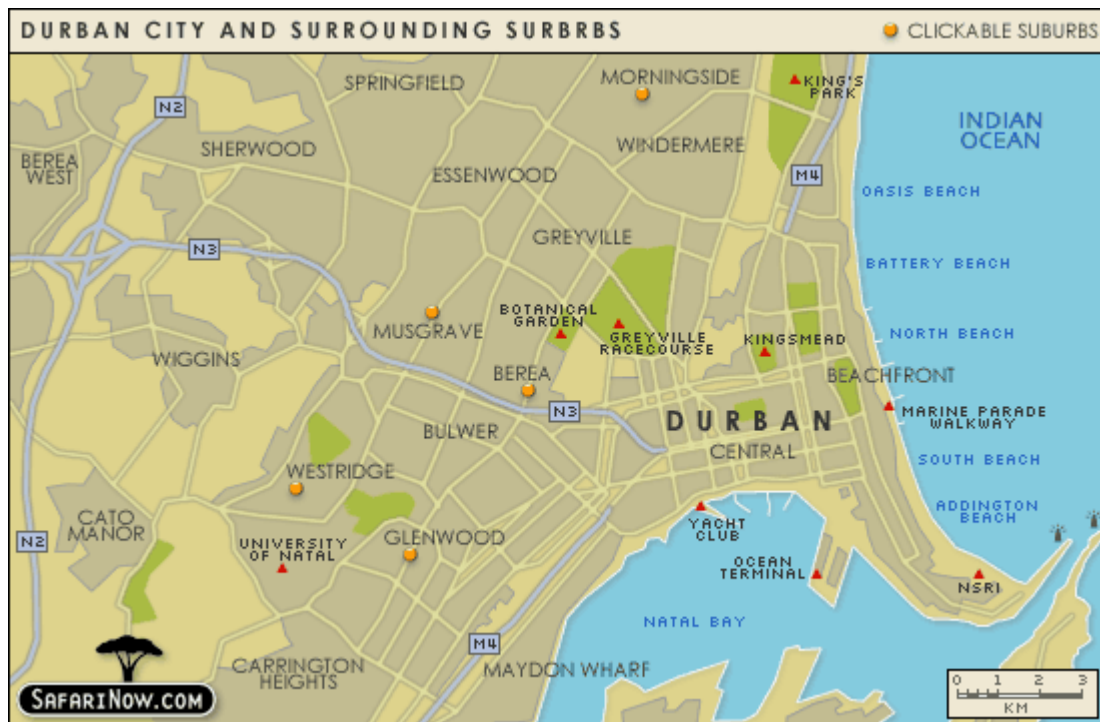 DURBAN CITY AND SURROUNDING SURBRBS
CLICKABLE SUBURBS
SPRINGFIELD
MORNINGSIDE
KING'S
PARK
N2
INDIAN
OCEAN
SHERWOOD
WINDERMERE
BEREA
WEST
ESSENWOOD
M4
OASIS BEACH
GREYVILLE
N3
BATTERY BEACH
BOTANICAL
GARDEN
MUSGRAVE
GREYVILLE
RACECOURSE
KINGSMEAD
NORTH BEACH
WIGGINS
BEREA
BEACHFRONT
N3
MARINE PARADE
WALKWAY
DURBAN
BULWER
CENTRAL
SOUTH BEACH
WESTRIDGE
ADDINGTON
BEACH
CATO
MANOR
YACHT
CLUB
N2
UNIVERSITY
OF NATAL
GLENWOOD
OCEAN
TERMINAL
NSRI
NATAL BAY
M4
CARRINGTON
HEIGHTS
MAYDON WHARF
SAFARINOW.COM
0 1 2 3
KM